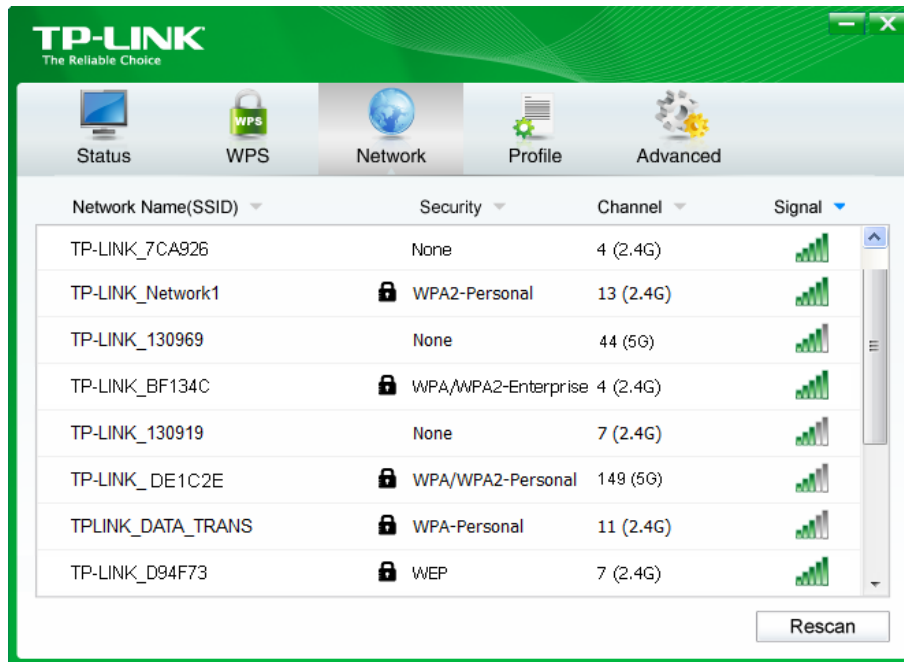 TP-LINK
The Reliable Choice
WPS
Status WPS Network Profile Advanced
Network Name(SSID) Security Channel Signal
TP-LINK_7CA926 None 4 (2.4G)
TP-LINK_Network1 WPA2-Personal 13 (2.4G)
TP-LINK_130969 None 44 (5G)
TP-LINK_BF134C WPA/WPA2-Enterprise 4 (2.4G)
TP-LINK_130919 None 7 (2.4G)
TP-LINK_DE1C2E WPA/WPA2-Personal 149 (5G)
TPLINK_DATA_TRANS WPA-Personal 11 (2.4G)
TP-LINK_D94F73 WEP 7 (2.4G)
Rescan